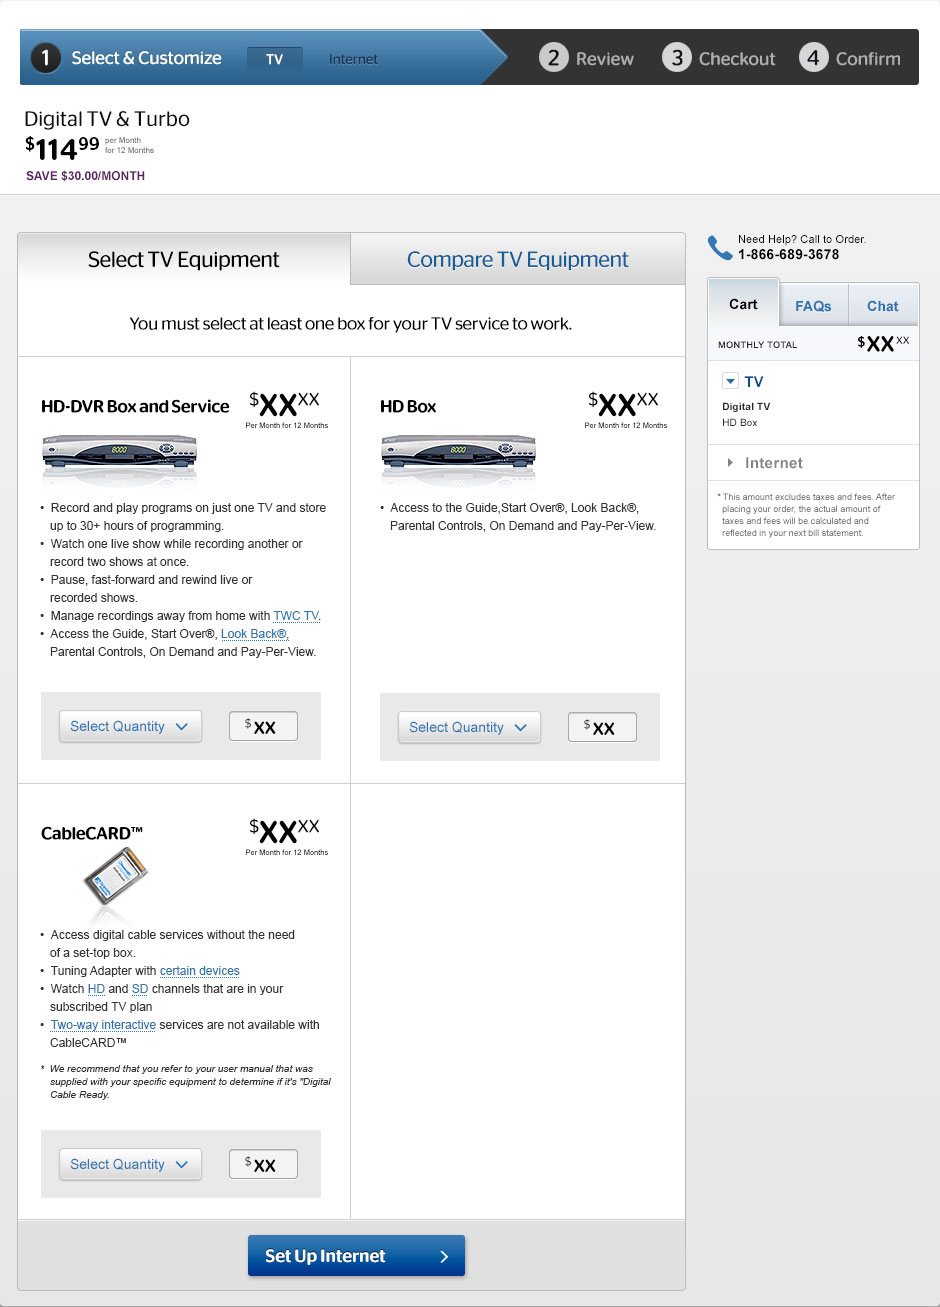 1 Select & Customize TV Internet 2 Review 3 Checkout 4 Confirm
Digital TV & Turbo
$114.99 per Month
for 12 Months
SAVE $30.00/MONTH
Select TV Equipment Compare TV Equipment
You must select at least one box for your TV service to work.
HD-DVR Box and Service $XXXX
Per Month for 12 Months
8000
• Record and play programs on just one TV and store
up to 30+ hours of programming.
• Watch one live show while recording another or
record two shows at once.
• Pause, fast-forward and rewind live or
recorded shows.
• Manage recordings away from home with TWC TV.
• Access the Guide, Start Over®, Look Back®,
Parental Controls, On Demand and Pay-Per-View.
Select Quantity $XX
HD Box $XXXX
Per Month for 12 Months
8000
• Access to the Guide,Start Over®, Look Back®,
Parental Controls, On Demand and Pay-Per-View.
Select Quantity $XX
CableCARD™ $XXXX
Per Month for 12 Months
• Access digital cable services without the need
of a set-top box.
• Tuning Adapter with certain devices
• Watch HD and SD channels that are in your
subscribed TV plan
• Two-way interactive services are not available with
CableCARD™
* We recommend that you refer to your user manual that was
supplied with your specific equipment to determine if it's "Digital
Cable Ready.
Select Quantity $XX
Set Up Internet
Need Help? Call to Order.
1-866-689-3678
Cart FAQs Chat
MONTHLY TOTAL $XXXX
TV
Digital TV
HD Box
Internet
* This amount excludes taxes and fees. After
placing your order, the actual amount of
taxes and fees will be calculated and
reflected in your next bill statement.